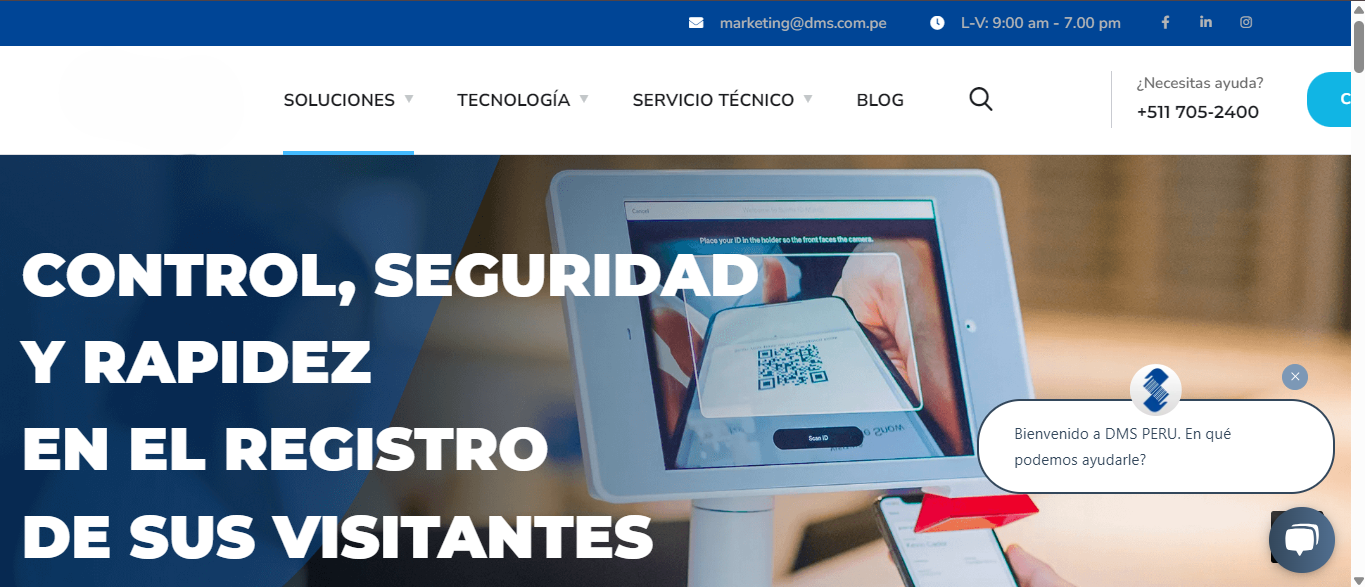 marketing@dms.com.pe
L-V: 9:00 am - 7.00 pm
SOLUCIONES
TECNOLOGÍA
SERVICIO TÉCNICO
BLOG
¿Necesitas ayuda?
+511 705-2400
C
CONTROL, SEGURIDAD
Y RAPIDEZ
EN EL REGISTRO
DE SUS VISITANTES
Cancel
Place your ID in the holder so the front faces the camera.
Scan ID
Bienvenido a DMS PERU. En qué
podemos ayudarle?